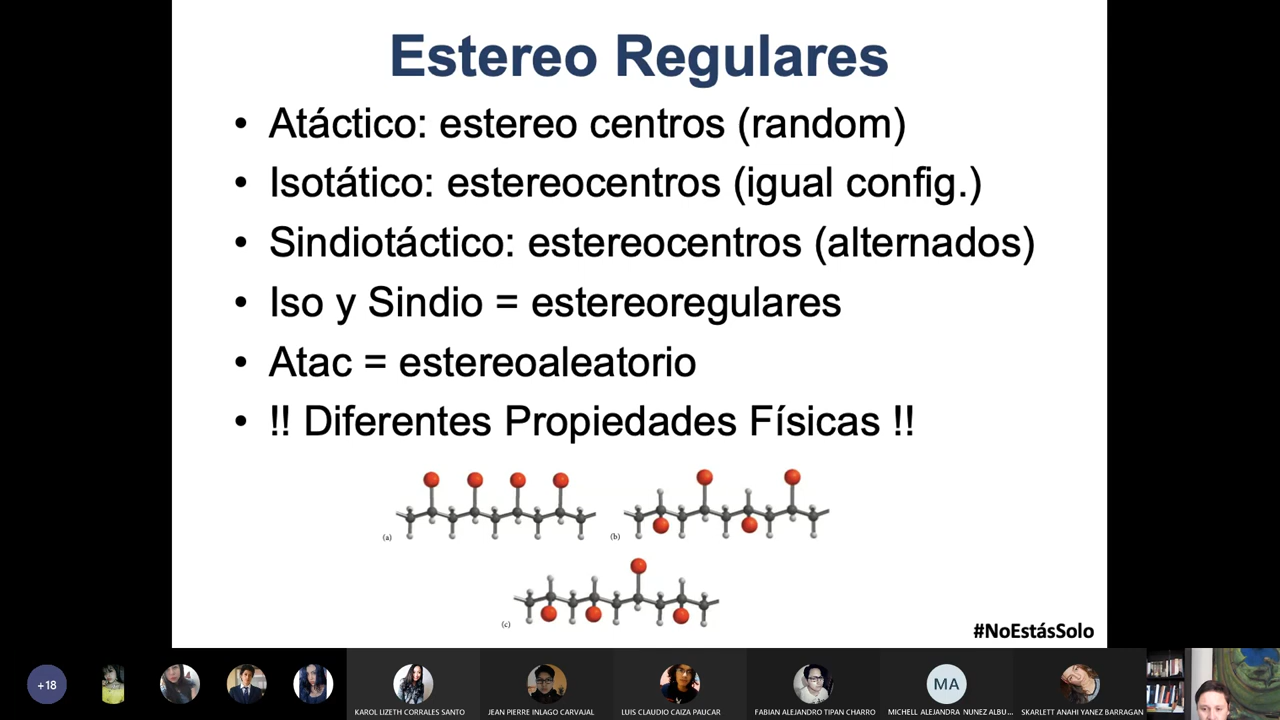 Estereo Regulares
• Atáctico: estereo centros (random)
• Isotático: estereocentros (igual config.)
• Sindiotáctico: estereocentros (alternados)
• Iso y Sindio = estereoregulares
• Atac = estereoaleatorio
• !! Diferentes Propiedades Físicas !!
(a)
(b)
(c)
#NoEstásSolo
+18
MA
KAROL LIZETH CORRALES SANTO
JEAN PIERRE INLAGO CARVAJAL
LUIS CLAUDIO CAIZA PAUCAR
FABIAN ALEJANDRO TIPAN CHARRO
MICHELL ALEJANDRA NUNEZ ALBU...
SKARLETT ANAHI YANEZ BARRAGAN